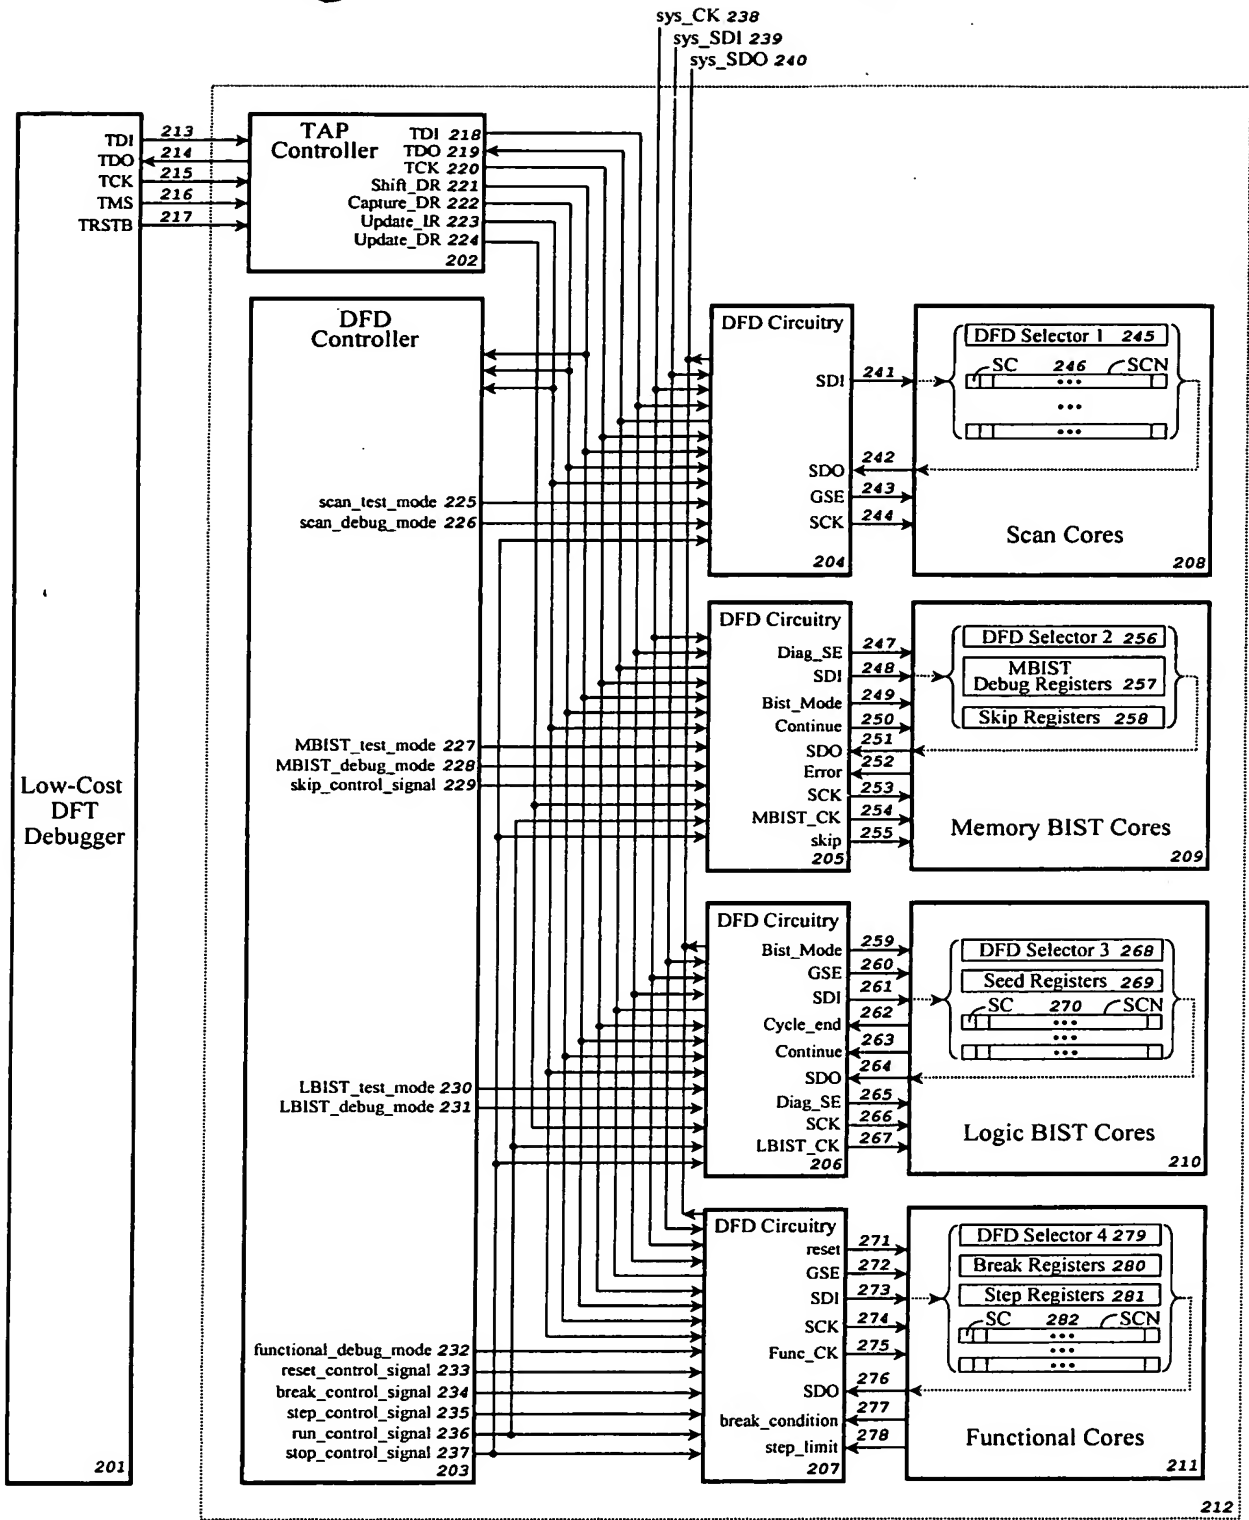 sys_CK 238
sys_SDI 239
sys_SDO 240
TDI 213
TDO 214
TCK 215
TMS 216
TRSTB 217
Low-Cost
DFT
Debugger
201
TAP
Controller
TDI 218
TDO 219
TCK 220
Shift_DR 221
Capture_DR 222
Update_IR 223
Update_DR 224
202
DFD
Controller
scan_test_mode 225
scan_debug_mode 226
MBIST_test_mode 227
MBIST_debug_mode 228
skip_control_signal 229
LBIST_test_mode 230
LBIST_debug_mode 231
functional_debug_mode 232
reset_control_signal 233
break_control_signal 234
step_control_signal 235
run_control_signal 236
stop_control_signal 237
203
DFD Circuitry
SDI 241
SDO 242
GSE 243
SCK 244
204
DFD Selector 1 245
SC 246 SCN
•••
•••
•••
Scan Cores
208
DFD Circuitry
Diag_SE 247
SDI 248
Bist_Mode 249
Continue 250
SDO 251
Error 252
SCK 253
MBIST_CK 254
skip 255
205
DFD Selector 2 256
MBIST
Debug Registers 257
Skip Registers 258
Memory BIST Cores
209
DFD Circuitry
Bist_Mode 259
GSE 260
SDI 261
Cycle_end 262
Continue 263
SDO 264
Diag_SE 265
SCK 266
LBIST_CK 267
206
DFD Selector 3 268
Seed Registers 269
SC 270 SCN
•••
•••
•••
Logic BIST Cores
210
DFD Circuitry
reset 271
GSE 272
SDI 273
SCK 274
Func_CK 275
SDO 276
break_condition 277
step_limit 278
207
DFD Selector 4 279
Break Registers 280
Step Registers 281
SC 282 SCN
•••
•••
•••
Functional Cores
211
212